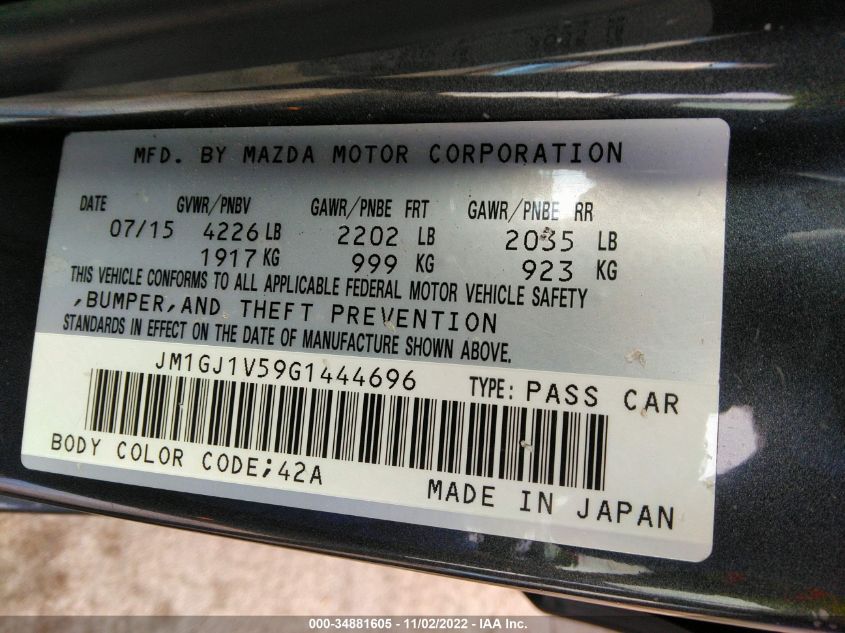 MFD. BY MAZDA MOTOR CORPORATION
DATE GVWR/PNBV GAWR/PNBE FRT GAWR/PNBE RR
07/15 4226 LB 2202 LB 2035 LB
1917 KG 999 KG 923 KG
THIS VEHICLE CONFORMS TO ALL APPLICABLE FEDERAL MOTOR VEHICLE SAFETY
,BUMPER,AND THEFT PREVENTION
STANDARDS IN EFFECT ON THE DATE OF MANUFACTURE SHOWN ABOVE.
JM1GJ1V59G1444696 TYPE: PASS CAR
BODY COLOR CODE;42A
MADE IN JAPAN
000-34881605 - 11/02/2022 - IAA Inc.